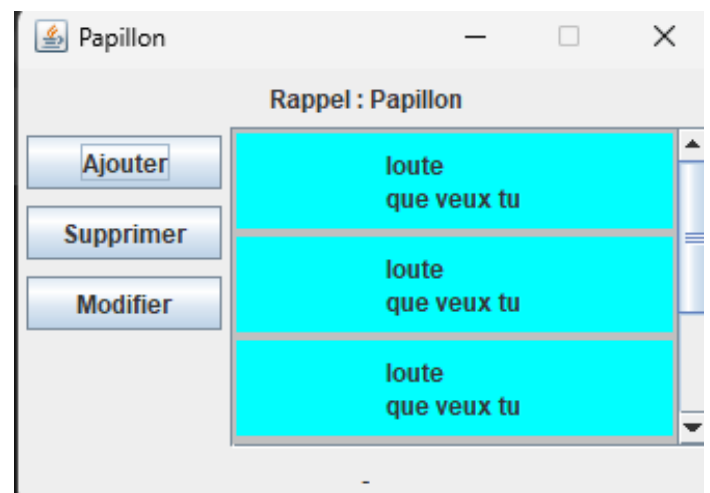 Papillon
Rappel : Papillon
Ajouter
Supprimer
Modifier
loute
que veux tu
loute
que veux tu
loute
que veux tu
-